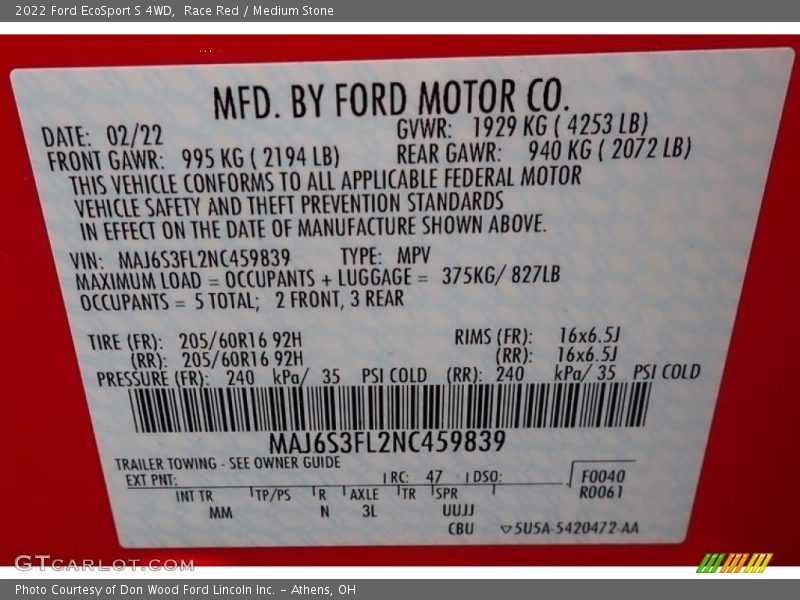 2022 Ford EcoSport S 4WD,  Race Red / Medium Stone
MFD. BY FORD MOTOR CO.
DATE: 02/22 GVWR: 1929 KG ( 4253 LB)
FRONT GAWR: 995 KG ( 2194 LB) REAR GAWR: 940 KG ( 2072 LB)
THIS VEHICLE CONFORMS TO ALL APPLICABLE FEDERAL MOTOR
VEHICLE SAFETY AND THEFT PREVENTION STANDARDS
IN EFFECT ON THE DATE OF MANUFACTURE SHOWN ABOVE.
VIN: MAJ6S3FL2NC459839 TYPE: MPV
MAXIMUM LOAD = OCCUPANTS + LUGGAGE = 375KG/ 827LB
OCCUPANTS = 5 TOTAL; 2 FRONT, 3 REAR
TIRE (FR): 205/60R16 92H RIMS (FR): 16x6.5J
(RR): 205/60R16 92H (RR): 16x6.5J
PRESSURE (FR): 240 kPa/ 35 PSI COLD (RR): 240 kPa/ 35 PSI COLD
MAJ6S3FL2NC459839
TRAILER TOWING - SEE OWNER GUIDE
EXT PNT: RC: 47 DSO: F0040
R0061
INT TR TP/PS R AXLE TR SPR
MM N 3L UUJJ
CBU ▽5U5A-5420472-AA
GTCarLot.com
Photo Courtesy of Don Wood Ford Lincoln Inc. - Athens, OH